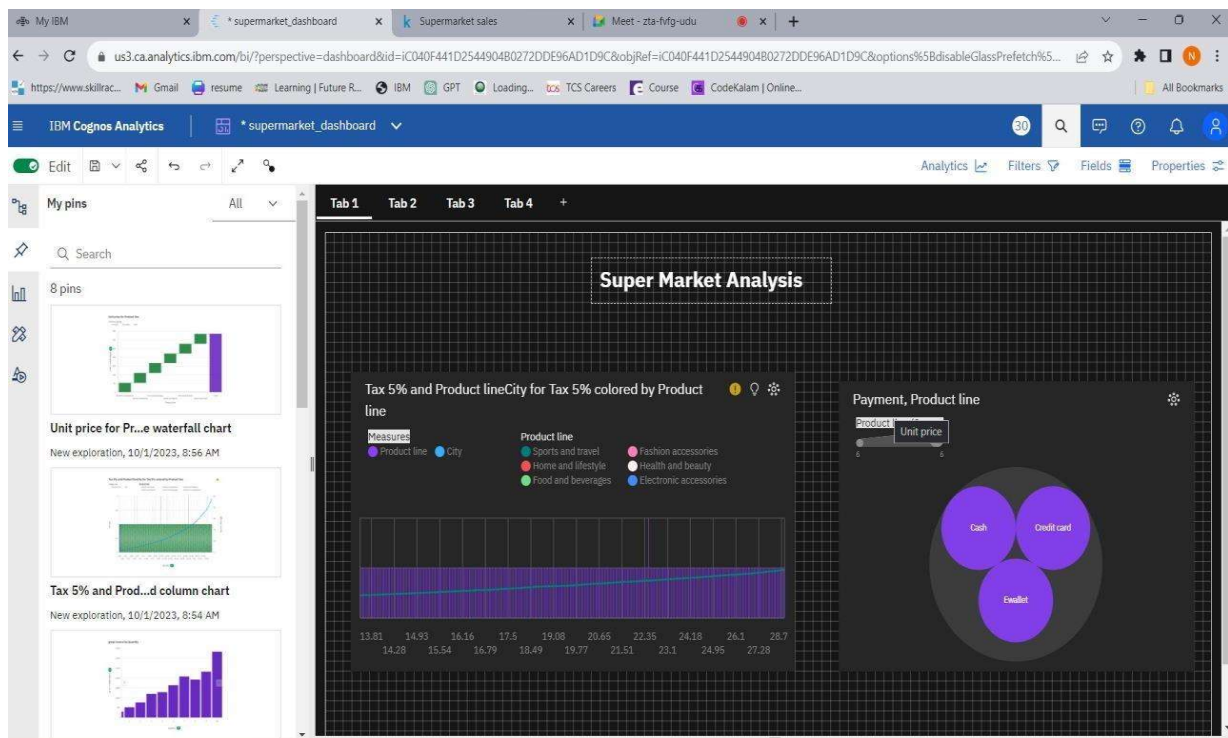 My IBM
* supermarket_dashboard
Supermarket sales
Meet - zta-fvfg-udu
us3.ca.analytics.ibm.com/bi/?perspective=dashboard&id=iC040F441D2544904B0272DDE96AD1D9C&objRef=iC040F441D2544904B0272DDE96AD1D9C&options%5BdisableGlassPrefetch%5...
N
https://www.skillrac...
Gmail
resume
Learning | Future R...
IBM
GPT
Loading...
tcs TCS Careers
Course
CodeKalam | Online...
All Bookmarks
IBM Cognos Analytics
* supermarket_dashboard
30
Edit
Analytics
Filters
Fields
Properties
My pins
All
Search
8 pins
Unit price for Pr...e waterfall chart
New exploration, 10/1/2023, 8:56 AM
Tax 5% and Prod...d column chart
New exploration, 10/1/2023, 8:54 AM
Tab 1
Tab 2
Tab 3
Tab 4
+
Super Market Analysis
Tax 5% and Product lineCity for Tax 5% colored by Product
line
Measures
Product line
City
Product line
Sports and travel
Fashion accessories
Home and lifestyle
Health and beauty
Food and beverages
Electronic accessories
13.81 14.93 16.16 17.5 19.08 20.65 22.35 24.18 26.1 28.7
14.28 15.54 16.79 18.49 19.77 21.51 23.1 24.95 27.28
Payment, Product line
Product
Unit price
6 6
Cash
Credit card
Ewallet